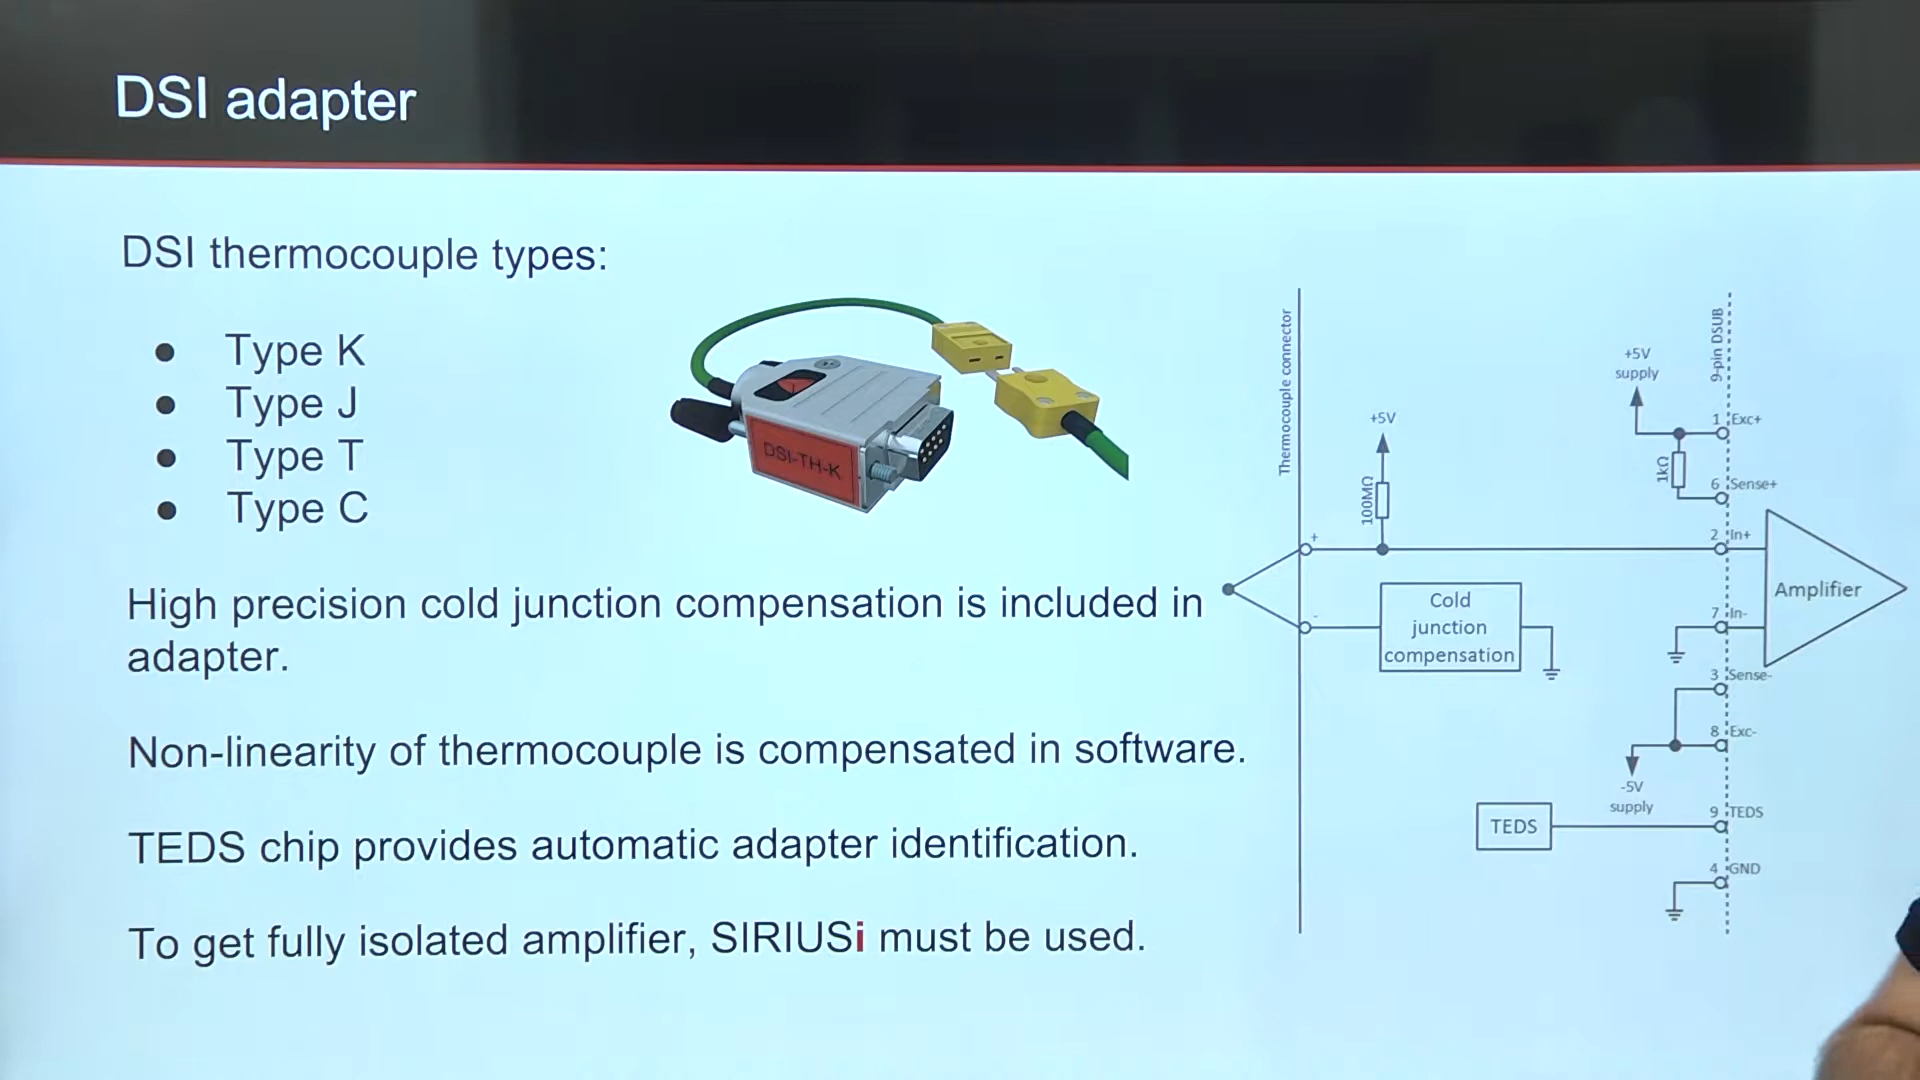 DSI adapter
DSI thermocouple types:
● Type K
● Type J
● Type T
● Type C
DSI-TH-K
High precision cold junction compensation is included in
adapter.
Non-linearity of thermocouple is compensated in software.
TEDS chip provides automatic adapter identification.
To get fully isolated amplifier, SIRIUSi must be used.
Thermocouple connector
9-pin DSUB
+5V
supply
+5V
1 Exc+
1kΩ
6 Sense+
100MΩ
+
2 In+
Cold
junction
compensation
Amplifier
-
7 In-
3 Sense-
8 Exc-
-5V
supply
9 TEDS
TEDS
4 GND